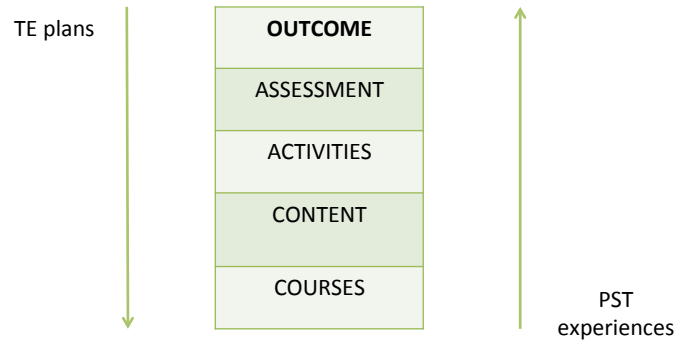 TE plans
OUTCOME
ASSESSMENT
ACTIVITIES
CONTENT
COURSES
PST
experiences